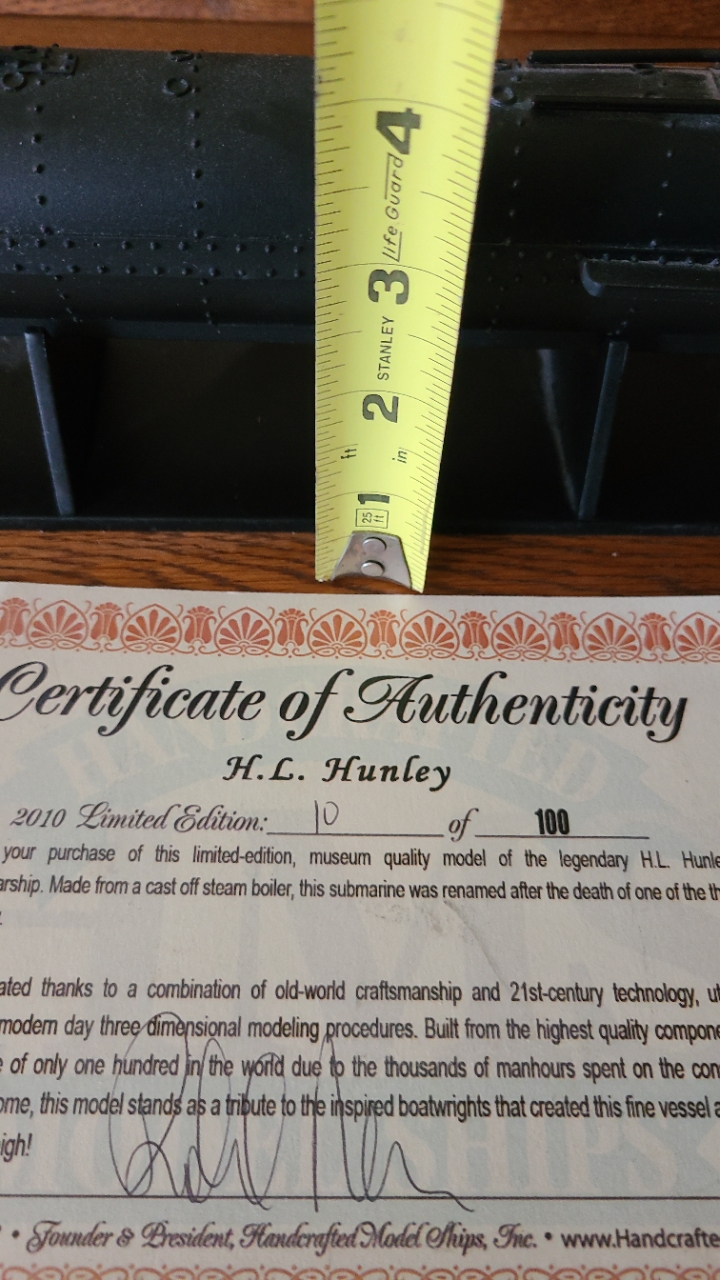 4
Life Guard
3
STANLEY
2
ft in
1
25 ft
Certificate of Authenticity
H.L. Hunley
2010 Limited Edition: 10 of 100
your purchase of this limited-edition, museum quality model of the legendary H.L. Hunle
arship. Made from a cast off steam boiler, this submarine was renamed after the death of one of the th
ated thanks to a combination of old-world craftsmanship and 21st-century technology, ut
modern day three dimensional modeling procedures. Built from the highest quality compone
of only one hundred in the world due to the thousands of manhours spent on the con
ome, this model stands as a tribute to the inspired boatwrights that created this fine vessel a
igh!
• Founder & President, Handcrafted Model Ships, Inc. • www.Handcrafte